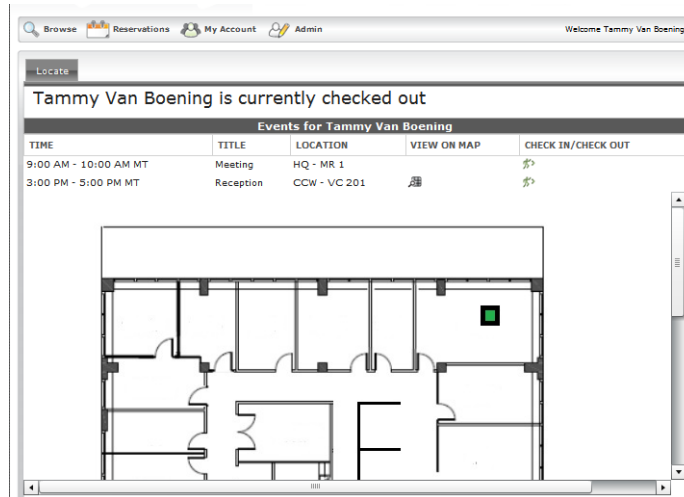 Browse Reservations My Account Admin Welcome Tammy Van Boening
Locate
Tammy Van Boening is currently checked out
Events for Tammy Van Boening
TIME TITLE LOCATION VIEW ON MAP CHECK IN/CHECK OUT
9:00 AM - 10:00 AM MT Meeting HQ - MR 1
3:00 PM - 5:00 PM MT Reception CCW - VC 201